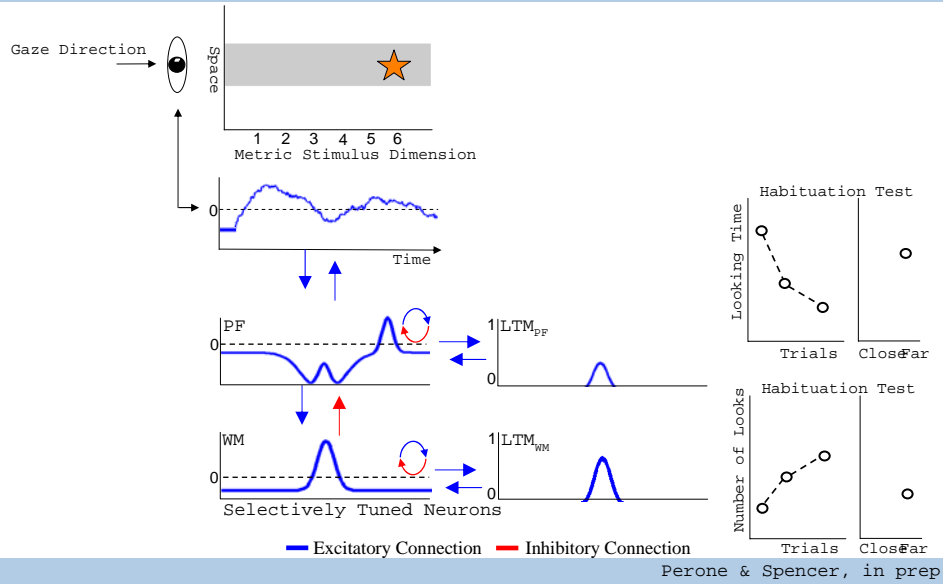 Gaze Direction
Space
1 2 3 4 5 6
Metric Stimulus Dimension
0
Time
PF
0
1 LTM_PF
0
WM
0
1 LTM_WM
0
Selectively Tuned Neurons
Habituation Test
Looking Time
Trials Close Far
Habituation Test
Number of Looks
Trials Close Far
Excitatory Connection Inhibitory Connection
Perone & Spencer, in prep